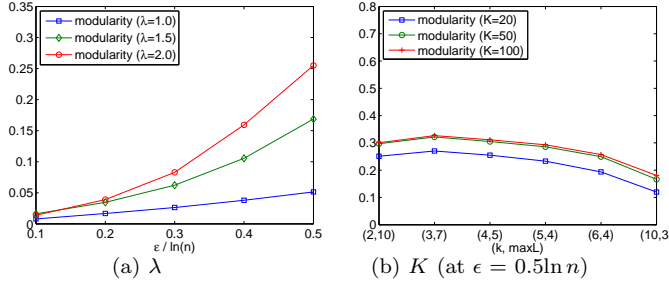 0.35
0.3
0.25
0.2
0.15
0.1
0.05
0
modularity (λ=1.0)
modularity (λ=1.5)
modularity (λ=2.0)
0.1 0.2 0.3 0.4 0.5
ε / ln(n)
(a) λ
0.8
0.7
0.6
0.5
0.4
0.3
0.2
0.1
0
modularity (K=20)
modularity (K=50)
modularity (K=100)
(2,10) (3,7) (4,5) (5,4) (6,4) (10,3
(k, maxL)
(b) K (at ϵ = 0.5ln n)